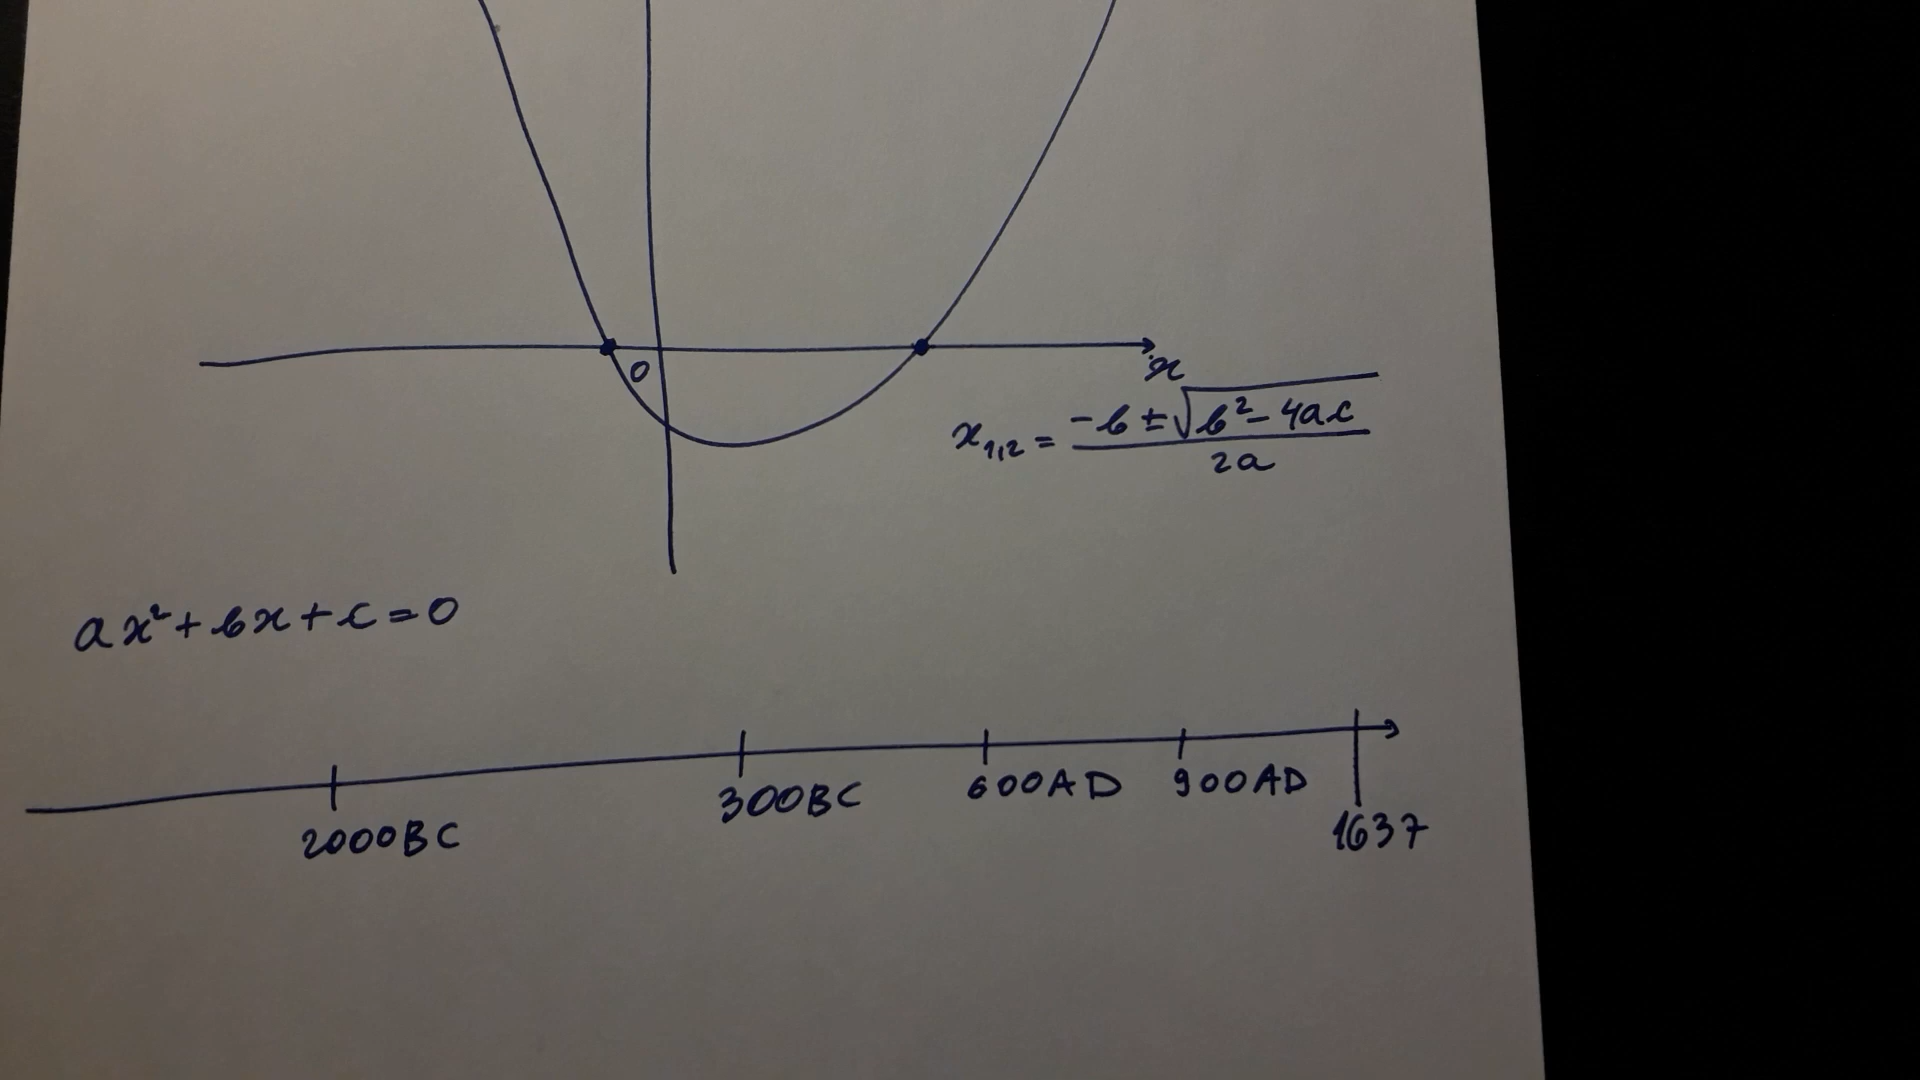 0
x
x1,2 = -b ± √b² - 4ac / 2a
ax² + bx + c = 0
2000BC 300BC 600AD 900AD 1637